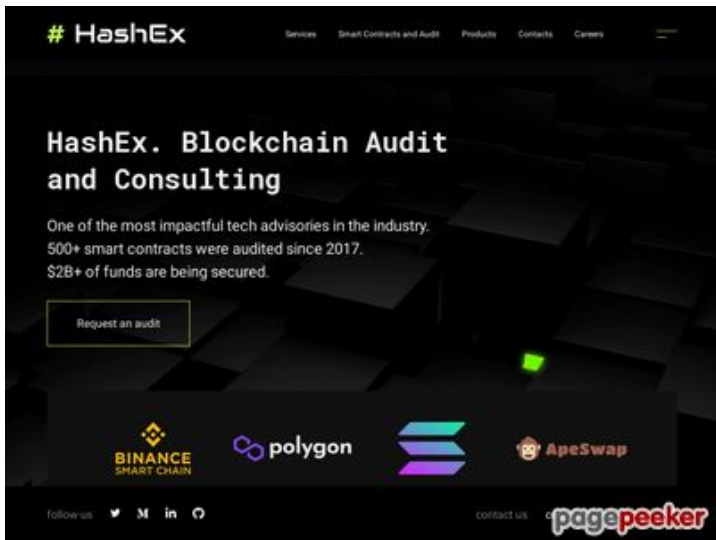 # HashEx
Services Smart Contracts and Audit Products Contacts Careers
HashEx. Blockchain Audit
and Consulting
One of the most impactful tech advisories in the industry.
500+ smart contracts were audited since 2017.
$2B+ of funds are being secured.
Request an audit
BINANCE
SMART CHAIN
polygon
ApeSwap
follow us
contact us
pagepeeker